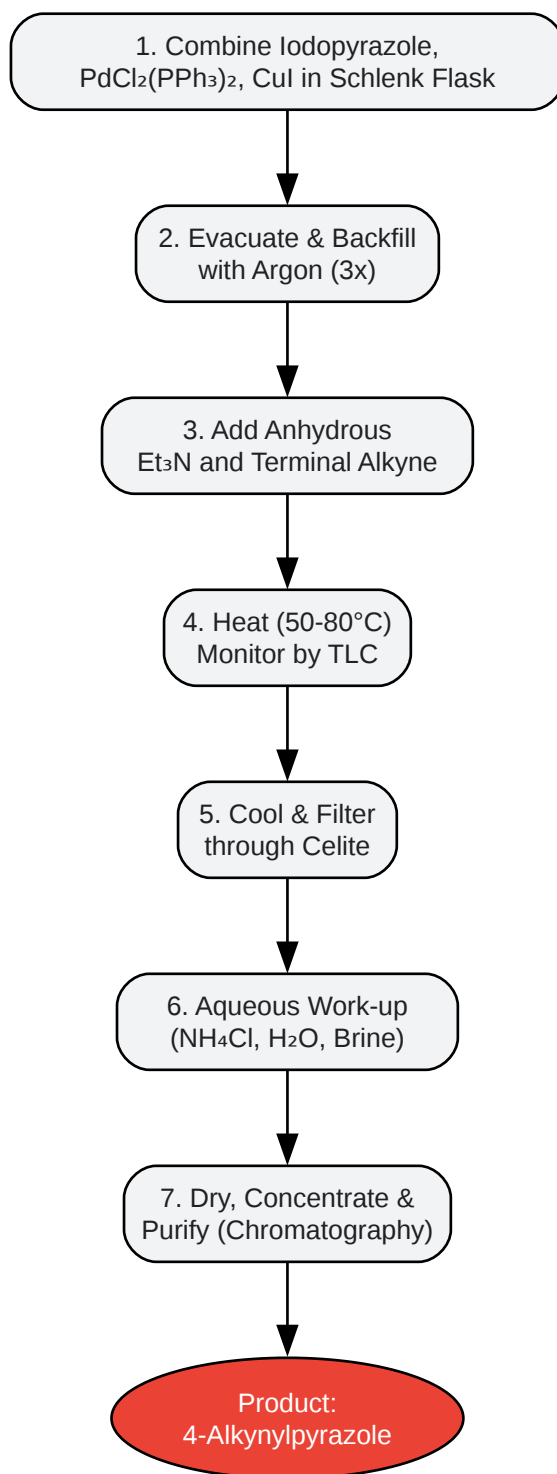 1. Combine Iodopyrazole,
PdCl₂(PPh₃)₂, CuI in Schlenk Flask
2. Evacuate & Backfill
with Argon (3x)
3. Add Anhydrous
Et₃N and Terminal Alkyne
4. Heat (50-80°C)
Monitor by TLC
5. Cool & Filter
through Celite
6. Aqueous Work-up
(NH₄Cl, H₂O, Brine)
7. Dry, Concentrate &
Purify (Chromatography)
Product:
4-Alkynylpyrazole